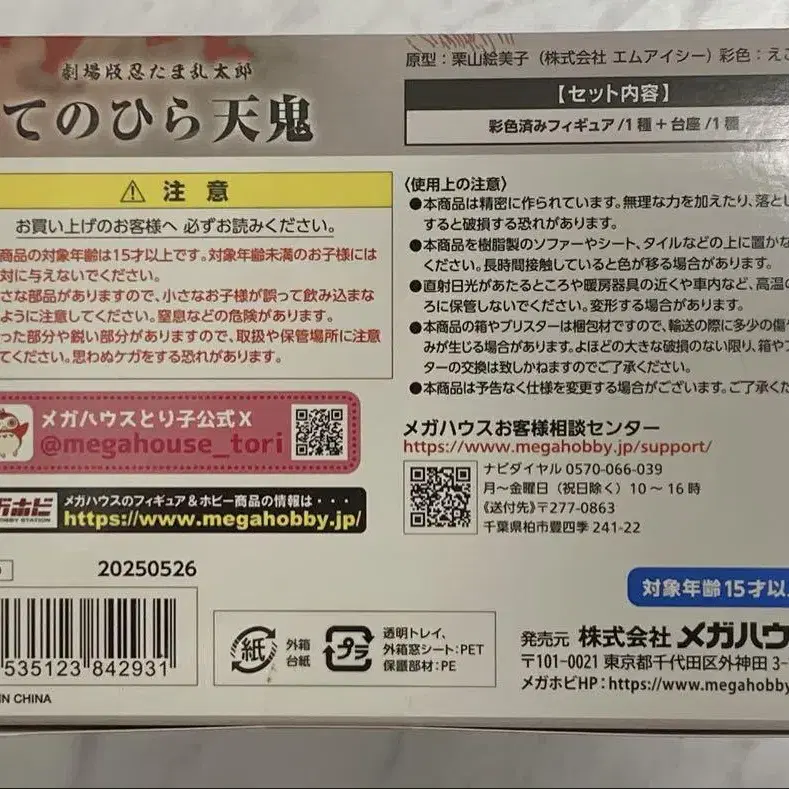 劇場版忍たま乱太郎
てのひら天鬼
原型：栗山絵美子（株式会社 エムアイシー）彩色：えこ
【セット内容】
彩色済みフィギュア/1種＋台座/1種
⚠ 注 意
お買い上げのお客様へ 必ずお読みください。
商品の対象年齢は15才以上です。対象年齢未満のお子様には
対に与えないでください。
さな部品がありますので、小さなお子様が誤って飲み込まな
ように注意してください。窒息などの危険があります。
った部分や鋭い部分がありますので、取扱や保管場所に注意
てください。思わぬケガをする恐れがあります。
〈使用上の注意〉
●本商品は精密に作られています。無理な力を加えたり、落とし
すると破損する恐れがあります。
●本商品を樹脂製のソファーやシート、タイルなどの上に置かな
ください。長時間接触していると色が移る場合があります。
●直射日光があたるところや暖房器具の近くや車内など、高温の
ろに保管しないでください。変形する場合があります。
●本商品の箱やブリスターは梱包材ですので、輸送の際に多少の傷や
みが生じる場合があります。よほどの大きな破損のない限り、箱や
ターの交換は致しかねますのでご了承ください。
●本商品は予告なく仕様を変更する場合がございます。ご了承くだ
メガハウスとり子公式X
@megahouse_tori
ガホビ
HOBBY STATION
メガハウスのフィギュア＆ホビー商品の情報は・・・
https://www.megahobby.jp/
メガハウスお客様相談センター
https://www.megahobby.jp/support/
ナビダイヤル 0570-066-039
月〜金曜日（祝日除く）10〜16時
《送付先》〒277-0863
千葉県柏市豊四季 241-22
20250526
対象年齢15才以
535123 842931
IN CHINA
紙
外箱
台紙
プラ
透明トレイ、
外箱窓シート：PET
保護部材：PE
発売元 株式会社 メガハウ
〒101-0021 東京都千代田区外神田 3-
メガホビHP：https://www.megahobby